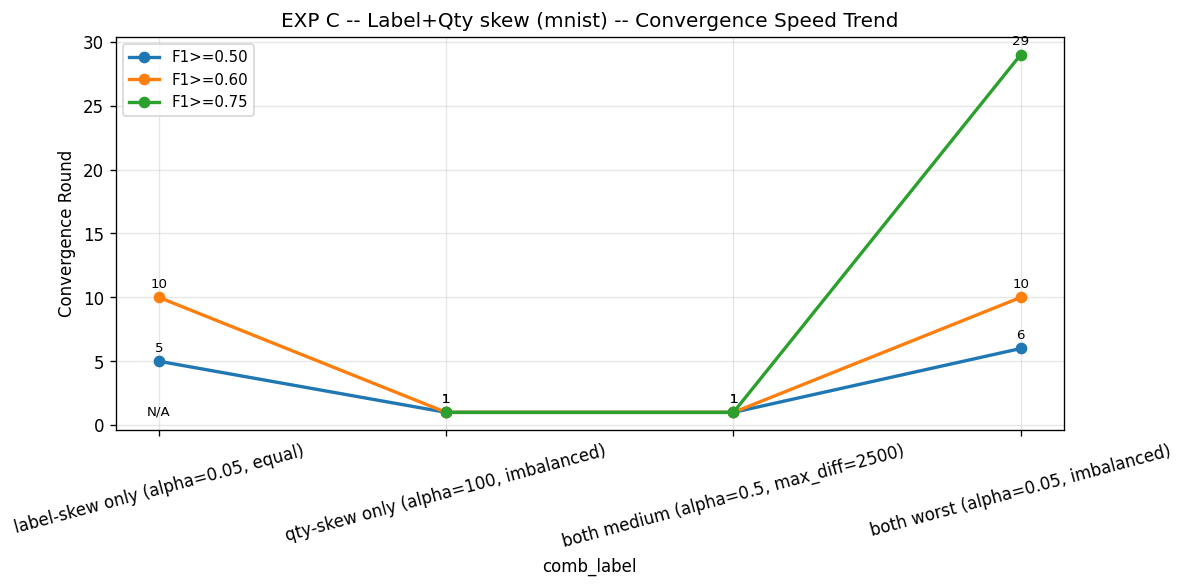 EXP C -- Label+Qty skew (mnist) -- Convergence Speed Trend
F1>=0.50
F1>=0.60
F1>=0.75
Convergence Round
30
25
20
15
10
5
0
10
5
N/A
1
1
29
10
6
label-skew only (alpha=0.05, equal)
qty-skew only (alpha=100, imbalanced)
both medium (alpha=0.5, max_diff=2500)
both worst (alpha=0.05, imbalanced)
comb_label